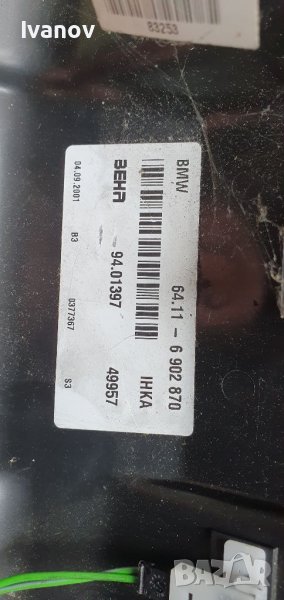 Ivanov
83253
BMW 64.11 - 6 902 870
IHKA
BEHR 94.01397 49957
04.09.2001 B3 0377367 S3
BAZAR